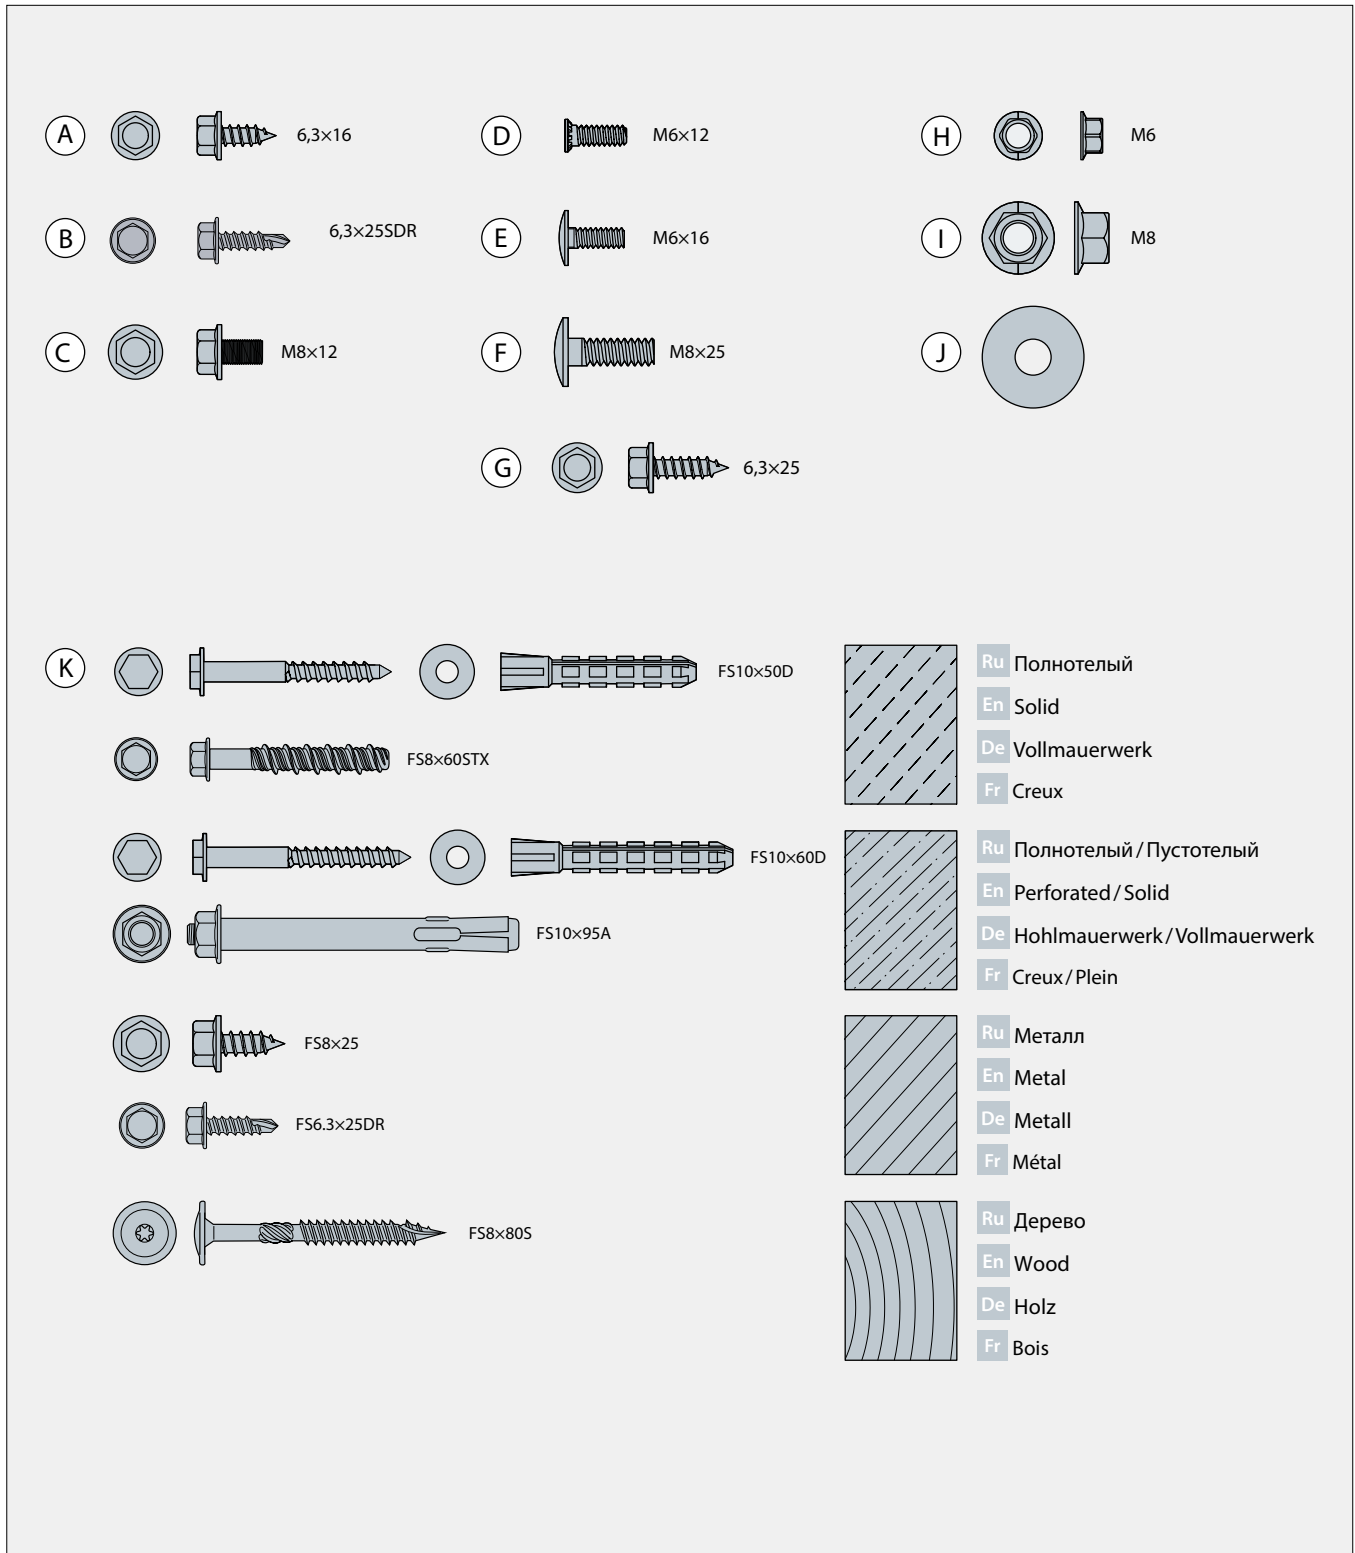 A 6,3×16
B 6,3×25SDR
C M8×12
D M6×12
E M6×16
F M8×25
G 6,3×25
H M6
I M8
J
K FS10×50D
FS8×60STX
FS10×60D
FS10×95A
FS8×25
FS6.3×25DR
FS8×80S
Ru Полнотелый
En Solid
De Vollmauerwerk
Fr Creux
Ru Полнотелый/Пустотелый
En Perforated/Solid
De Hohlmauerwerk/Vollmauerwerk
Fr Creux/Plein
Ru Металл
En Metal
De Metall
Fr Métal
Ru Дерево
En Wood
De Holz
Fr Bois